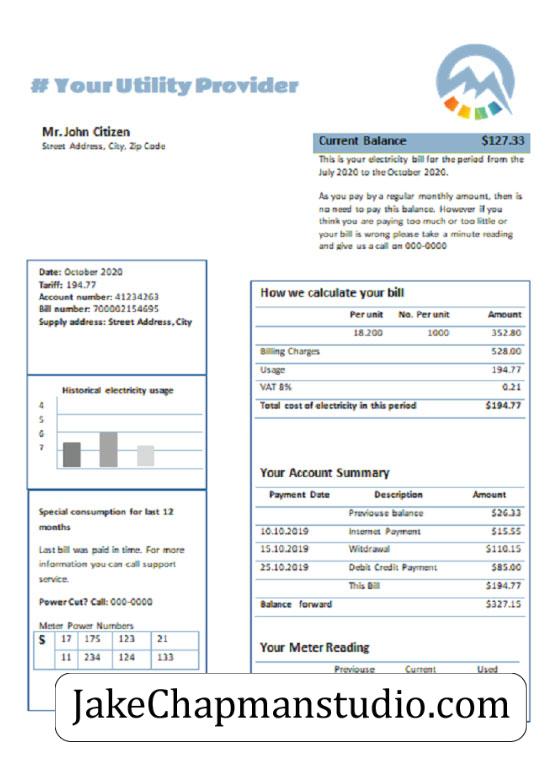 # Your Utility Provider
Mr. John Citizen
Street Address, City, Zip Code
Current Balance $127.33
This is your electricity bill for the period from the
July 2020 to the October 2020.
As you pay by a regular monthly amount, then is
no need to pay this balance. However if you
think you are paying too much or too little or
your bill is wrong please take a minute reading
and give us a call on 000-0000
Date: October 2020
Tariff: 194.77
Account number: 41234263
Bill number: 700002154695
Supply address: Street Address, City
Historical electricity usage
4
5
6
7
Special consumption for last 12
months
Last bill was paid in time. For more
information you can call support
service.
Power Cut? Call: 000-0000
Meter Power Numbers
S 17 175 123 21
11 234 124 133
How we calculate your bill
Per unit No. Per unit Amount
18.200 1000 352.80
Billing Charges 528.00
Usage 194.77
VAT 8% 0.21
Total cost of electricity in this period $194.77
Your Account Summary
Payment Date Description Amount
Previouse balance $26.33
10.10.2019 Internet Payment $15.55
15.10.2019 Witdrawal $110.15
25.10.2019 Debit Credit Payment $85.00
This Bill $194.77
Balance forward $327.15
Your Meter Reading
Previouse Current Used
JakeChapmanstudio.com